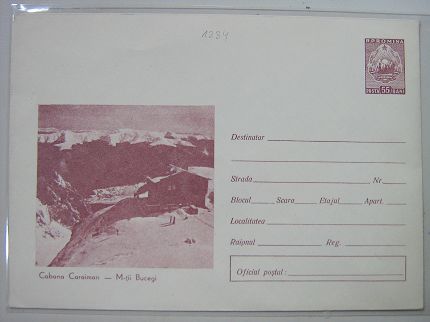 1234
R.P.ROMINA
POSTA 55 BANI
Destinatar
Strada Nr.
Blocul Scara Etajul Apart.
Localitatea
Raionul Reg.
Oficiul poștal:
Cabana Caraiman — M-ții Bucegi